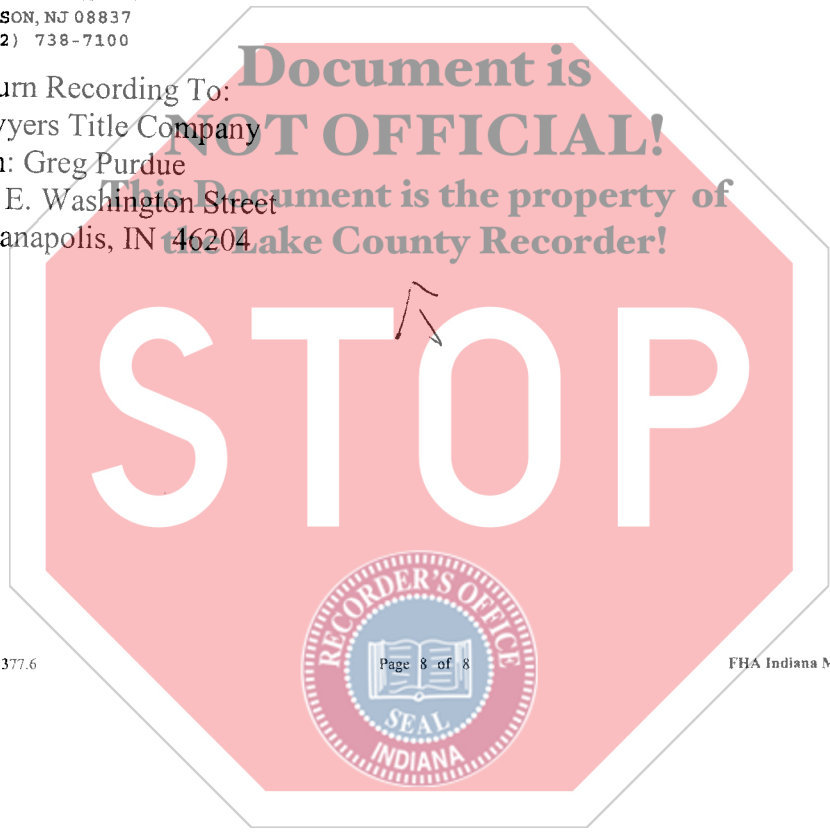 SON, NJ 08837
2) 738-7100
urn Recording To:
yers Title Company
n: Greg Purdue
E. Washington Street
anapolis, IN 46204
Document is
NOT OFFICIAL!
This Document is the property of
the Lake County Recorder!
STOP
RECORDER'S OFFICE
Page 8 of 8
SEAL
INDIANA
377.6
FHA Indiana M